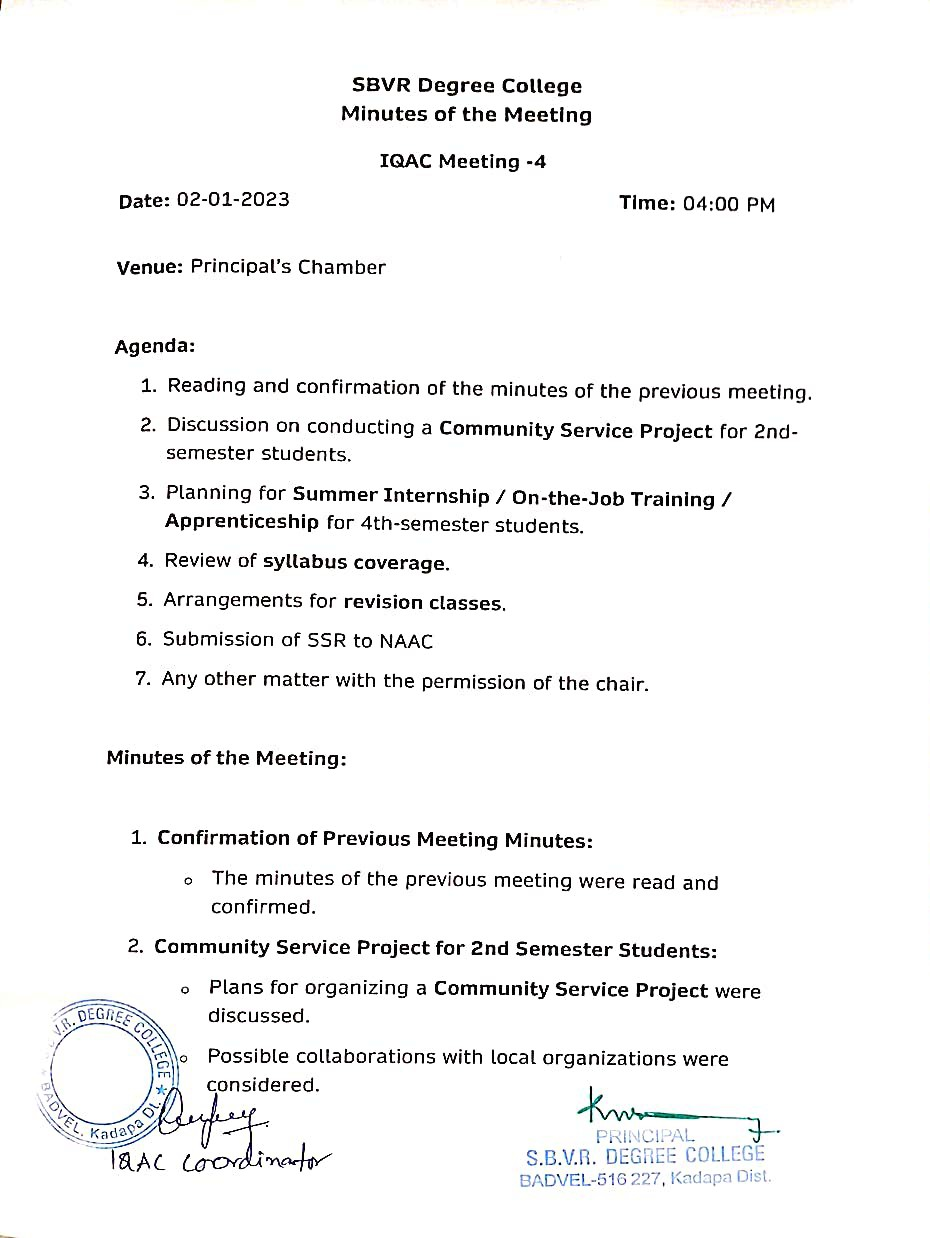 SBVR Degree College
Minutes of the Meeting
IQAC Meeting -4
Date: 02-01-2023 Time: 04:00 PM
Venue: Principal's Chamber
Agenda:
1. Reading and confirmation of the minutes of the previous meeting.
2. Discussion on conducting a Community Service Project for 2nd-
semester students.
3. Planning for Summer Internship / On-the-Job Training /
Apprenticeship for 4th-semester students.
4. Review of syllabus coverage.
5. Arrangements for revision classes.
6. Submission of SSR to NAAC
7. Any other matter with the permission of the chair.
Minutes of the Meeting:
1. Confirmation of Previous Meeting Minutes:
o The minutes of the previous meeting were read and
confirmed.
2. Community Service Project for 2nd Semester Students:
o Plans for organizing a Community Service Project were
discussed.
o Possible collaborations with local organizations were
considered.
V.R. DEGREE COLLEGE
BADVEL. Kadapa Dt.
IQAC Coordinator
PRINCIPAL
S.B.V.R. DEGREE COLLEGE
BADVEL-516 227, Kadapa Dist.